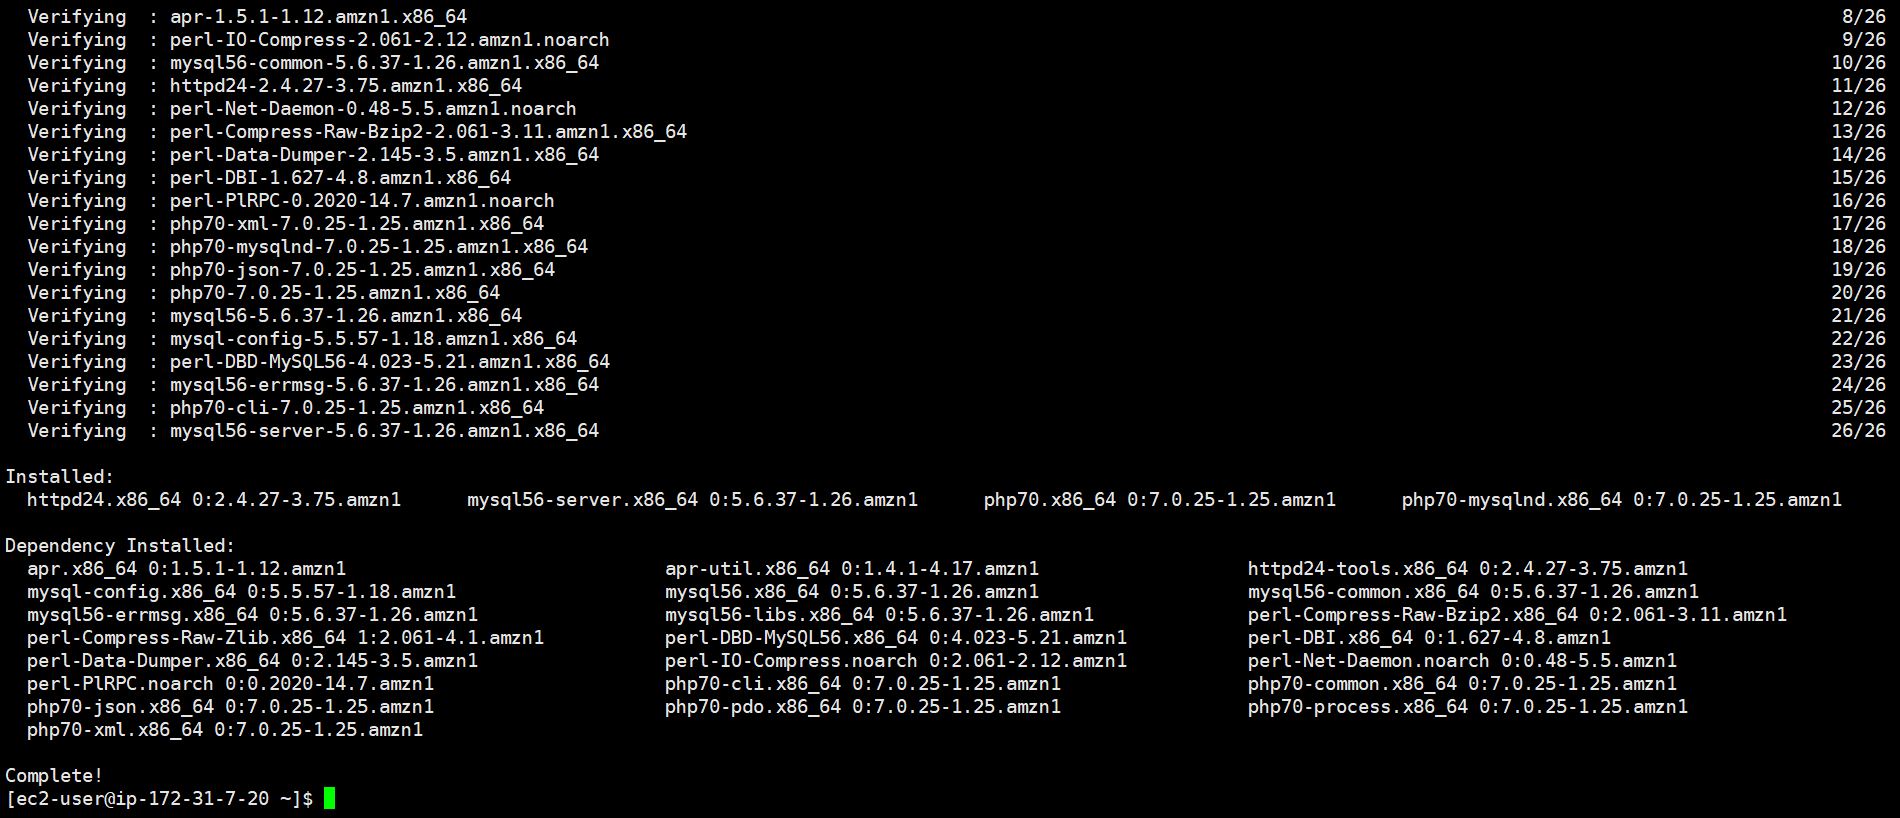 Verifying  : apr-1.5.1-1.12.amzn1.x86_64 8/26
Verifying  : perl-IO-Compress-2.061-2.12.amzn1.noarch 9/26
Verifying  : mysql56-common-5.6.37-1.26.amzn1.x86_64 10/26
Verifying  : httpd24-2.4.27-3.75.amzn1.x86_64 11/26
Verifying  : perl-Net-Daemon-0.48-5.5.amzn1.noarch 12/26
Verifying  : perl-Compress-Raw-Bzip2-2.061-3.11.amzn1.x86_64 13/26
Verifying  : perl-Data-Dumper-2.145-3.5.amzn1.x86_64 14/26
Verifying  : perl-DBI-1.627-4.8.amzn1.x86_64 15/26
Verifying  : perl-PlRPC-0.2020-14.7.amzn1.noarch 16/26
Verifying  : php70-xml-7.0.25-1.25.amzn1.x86_64 17/26
Verifying  : php70-mysqlnd-7.0.25-1.25.amzn1.x86_64 18/26
Verifying  : php70-json-7.0.25-1.25.amzn1.x86_64 19/26
Verifying  : php70-7.0.25-1.25.amzn1.x86_64 20/26
Verifying  : mysql56-5.6.37-1.26.amzn1.x86_64 21/26
Verifying  : mysql-config-5.5.57-1.18.amzn1.x86_64 22/26
Verifying  : perl-DBD-MySQL56-4.023-5.21.amzn1.x86_64 23/26
Verifying  : mysql56-errmsg-5.6.37-1.26.amzn1.x86_64 24/26
Verifying  : php70-cli-7.0.25-1.25.amzn1.x86_64 25/26
Verifying  : mysql56-server-5.6.37-1.26.amzn1.x86_64 26/26
Installed:
httpd24.x86_64 0:2.4.27-3.75.amzn1 mysql56-server.x86_64 0:5.6.37-1.26.amzn1 php70.x86_64 0:7.0.25-1.25.amzn1 php70-mysqlnd.x86_64 0:7.0.25-1.25.amzn1
Dependency Installed:
apr.x86_64 0:1.5.1-1.12.amzn1 apr-util.x86_64 0:1.4.1-4.17.amzn1 httpd24-tools.x86_64 0:2.4.27-3.75.amzn1
mysql-config.x86_64 0:5.5.57-1.18.amzn1 mysql56.x86_64 0:5.6.37-1.26.amzn1 mysql56-common.x86_64 0:5.6.37-1.26.amzn1
mysql56-errmsg.x86_64 0:5.6.37-1.26.amzn1 mysql56-libs.x86_64 0:5.6.37-1.26.amzn1 perl-Compress-Raw-Bzip2.x86_64 0:2.061-3.11.amzn1
perl-Compress-Raw-Zlib.x86_64 1:2.061-4.1.amzn1 perl-DBD-MySQL56.x86_64 0:4.023-5.21.amzn1 perl-DBI.x86_64 0:1.627-4.8.amzn1
perl-Data-Dumper.x86_64 0:2.145-3.5.amzn1 perl-IO-Compress.noarch 0:2.061-2.12.amzn1 perl-Net-Daemon.noarch 0:0.48-5.5.amzn1
perl-PlRPC.noarch 0:0.2020-14.7.amzn1 php70-cli.x86_64 0:7.0.25-1.25.amzn1 php70-common.x86_64 0:7.0.25-1.25.amzn1
php70-json.x86_64 0:7.0.25-1.25.amzn1 php70-pdo.x86_64 0:7.0.25-1.25.amzn1 php70-process.x86_64 0:7.0.25-1.25.amzn1
php70-xml.x86_64 0:7.0.25-1.25.amzn1
Complete!
[ec2-user@ip-172-31-7-20 ~]$